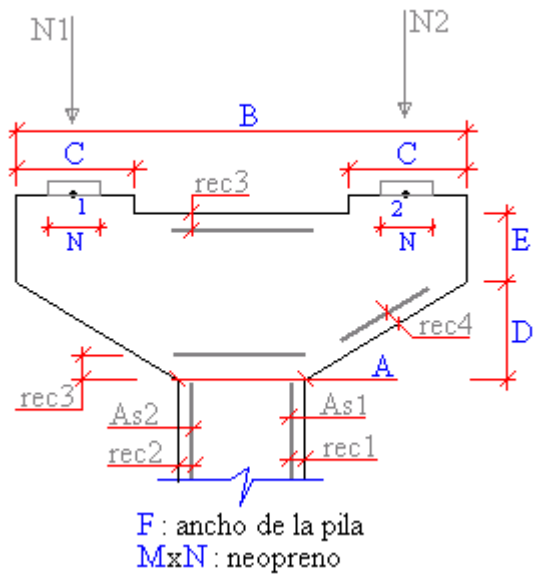 N1
N2
B
C
C
rec3
1
2
N
N
E
rec4
D
A
rec3
As2
As1
rec2
rec1
F : ancho de la pila
MxN : neopreno